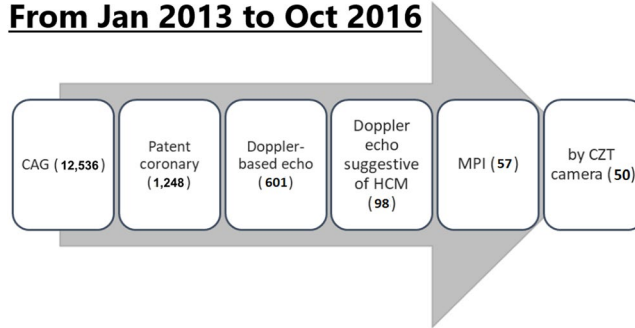 From Jan 2013 to Oct 2016
CAG (12,536)
Patent
coronary
(1,248)
Doppler-
based echo
(601)
Doppler
echo
suggestive
of HCM
(98)
MPI (57)
by CZT
camera (50)